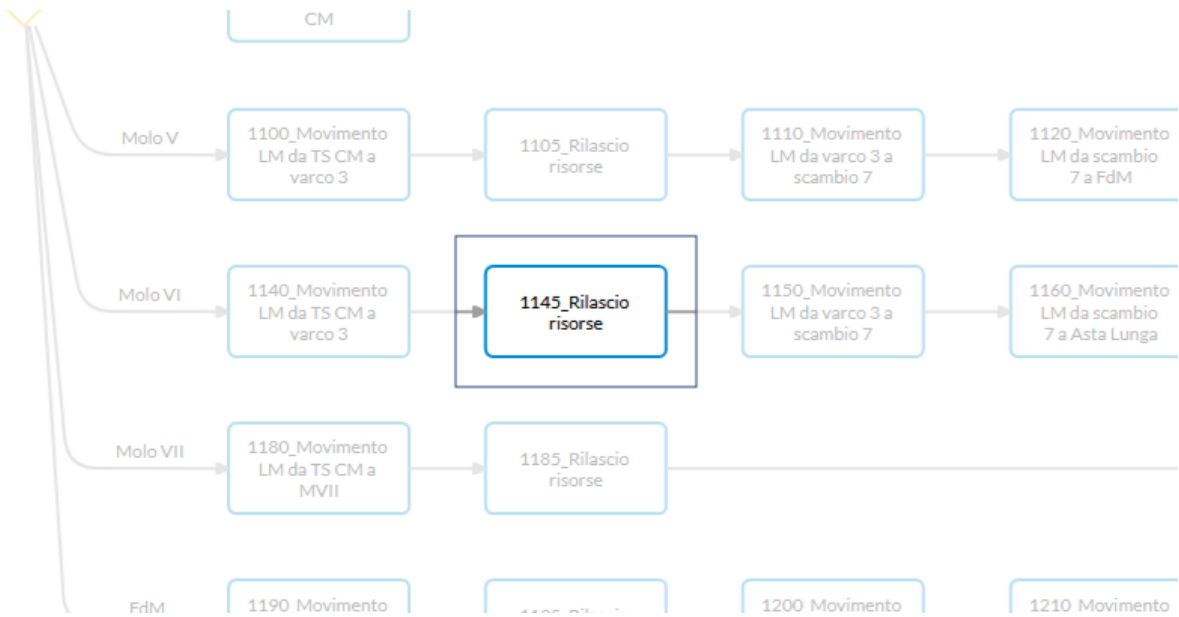 CM
Molo V
1100_Movimento
LM da TS CM a
varco 3
1105_Rilascio
risorse
1110_Movimento
LM da varco 3 a
scambio 7
1120_Movimento
LM da scambio
7 a FdM
Molo VI
1140_Movimento
LM da TS CM a
varco 3
1145_Rilascio
risorse
1150_Movimento
LM da varco 3 a
scambio 7
1160_Movimento
LM da scambio
7 a Asta Lunga
Molo VII
1180_Movimento
LM da TS CM a
MVII
1185_Rilascio
risorse
FdM
1190_Movimento
1200_Movimento
1210_Movimento